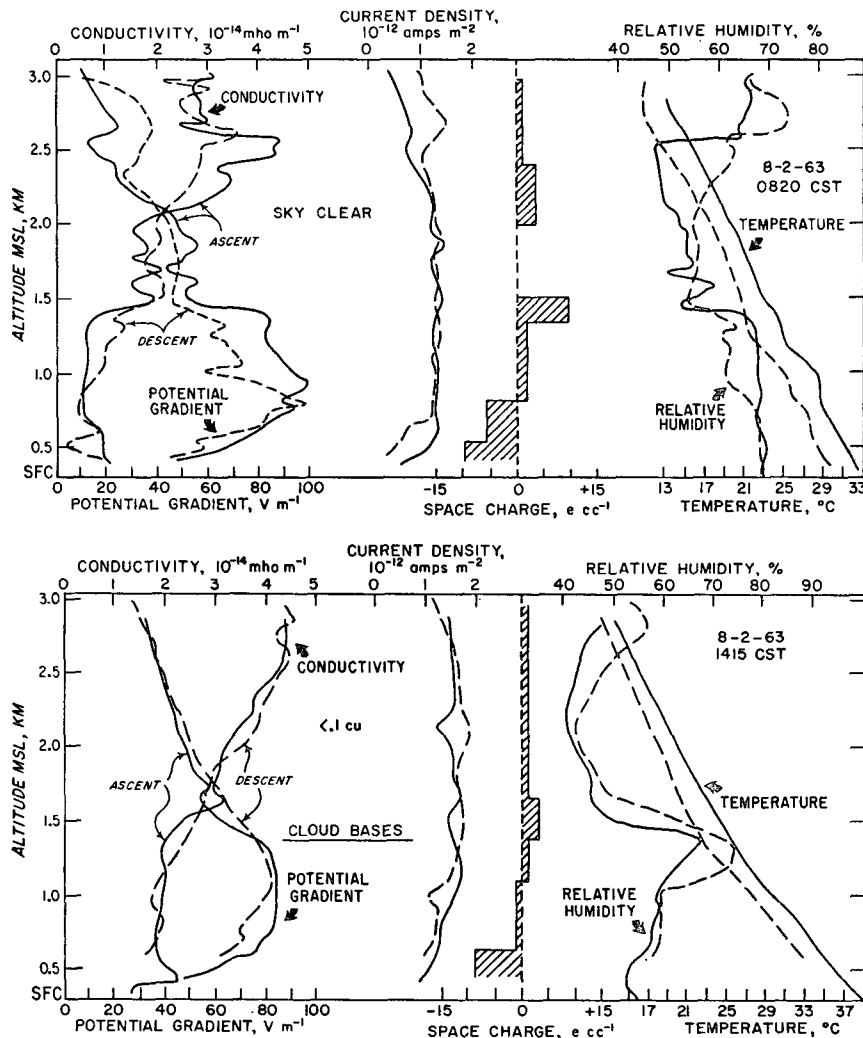 CURRENT DENSITY,
CONDUCTIVITY, 10⁻¹⁴ mho m⁻¹ 10⁻¹² amps m⁻² RELATIVE HUMIDITY, %
0 1 2 3 4 5 0 1 2 40 50 60 70 80
3.0
CONDUCTIVITY
2.5
8-2-63
0820 CST
SKY CLEAR
TEMPERATURE
2.0
ASCENT
ALTITUDE MSL, KM
1.5
DESCENT
1.0
POTENTIAL
GRADIENT
RELATIVE
HUMIDITY
0.5
SFC
0 20 40 60 80 100 -15 0 +15 13 17 21 25 29 33
POTENTIAL GRADIENT, V m⁻¹ SPACE CHARGE, e cc⁻¹ TEMPERATURE, °C
CURRENT DENSITY,
CONDUCTIVITY, 10⁻¹⁴ mho m⁻¹ 10⁻¹² amps m⁻² RELATIVE HUMIDITY, %
0 1 2 3 4 5 0 1 2 40 50 60 70 80 90
3.0
8-2-63
1415 CST
CONDUCTIVITY
2.5
<.1 cu
2.0
ASCENT DESCENT
TEMPERATURE
ALTITUDE MSL, KM
1.5
CLOUD BASES
POTENTIAL
GRADIENT
1.0
RELATIVE
HUMIDITY
0.5
SFC
0 20 40 60 80 100 -15 0 +15 17 21 25 29 33 37
POTENTIAL GRADIENT, V m⁻¹ SPACE CHARGE, e cc⁻¹ TEMPERATURE, °C